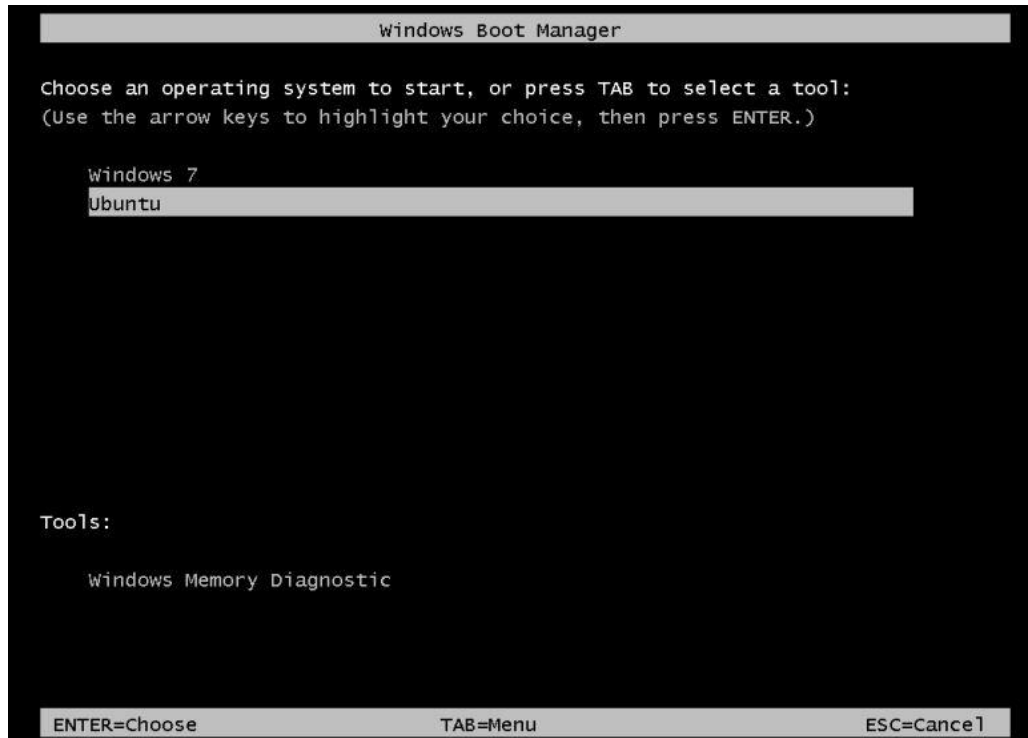 Windows Boot Manager
Choose an operating system to start, or press TAB to select a tool:
(Use the arrow keys to highlight your choice, then press ENTER.)
Windows 7
Ubuntu
Tools:
Windows Memory Diagnostic
ENTER=Choose TAB=Menu ESC=Cancel